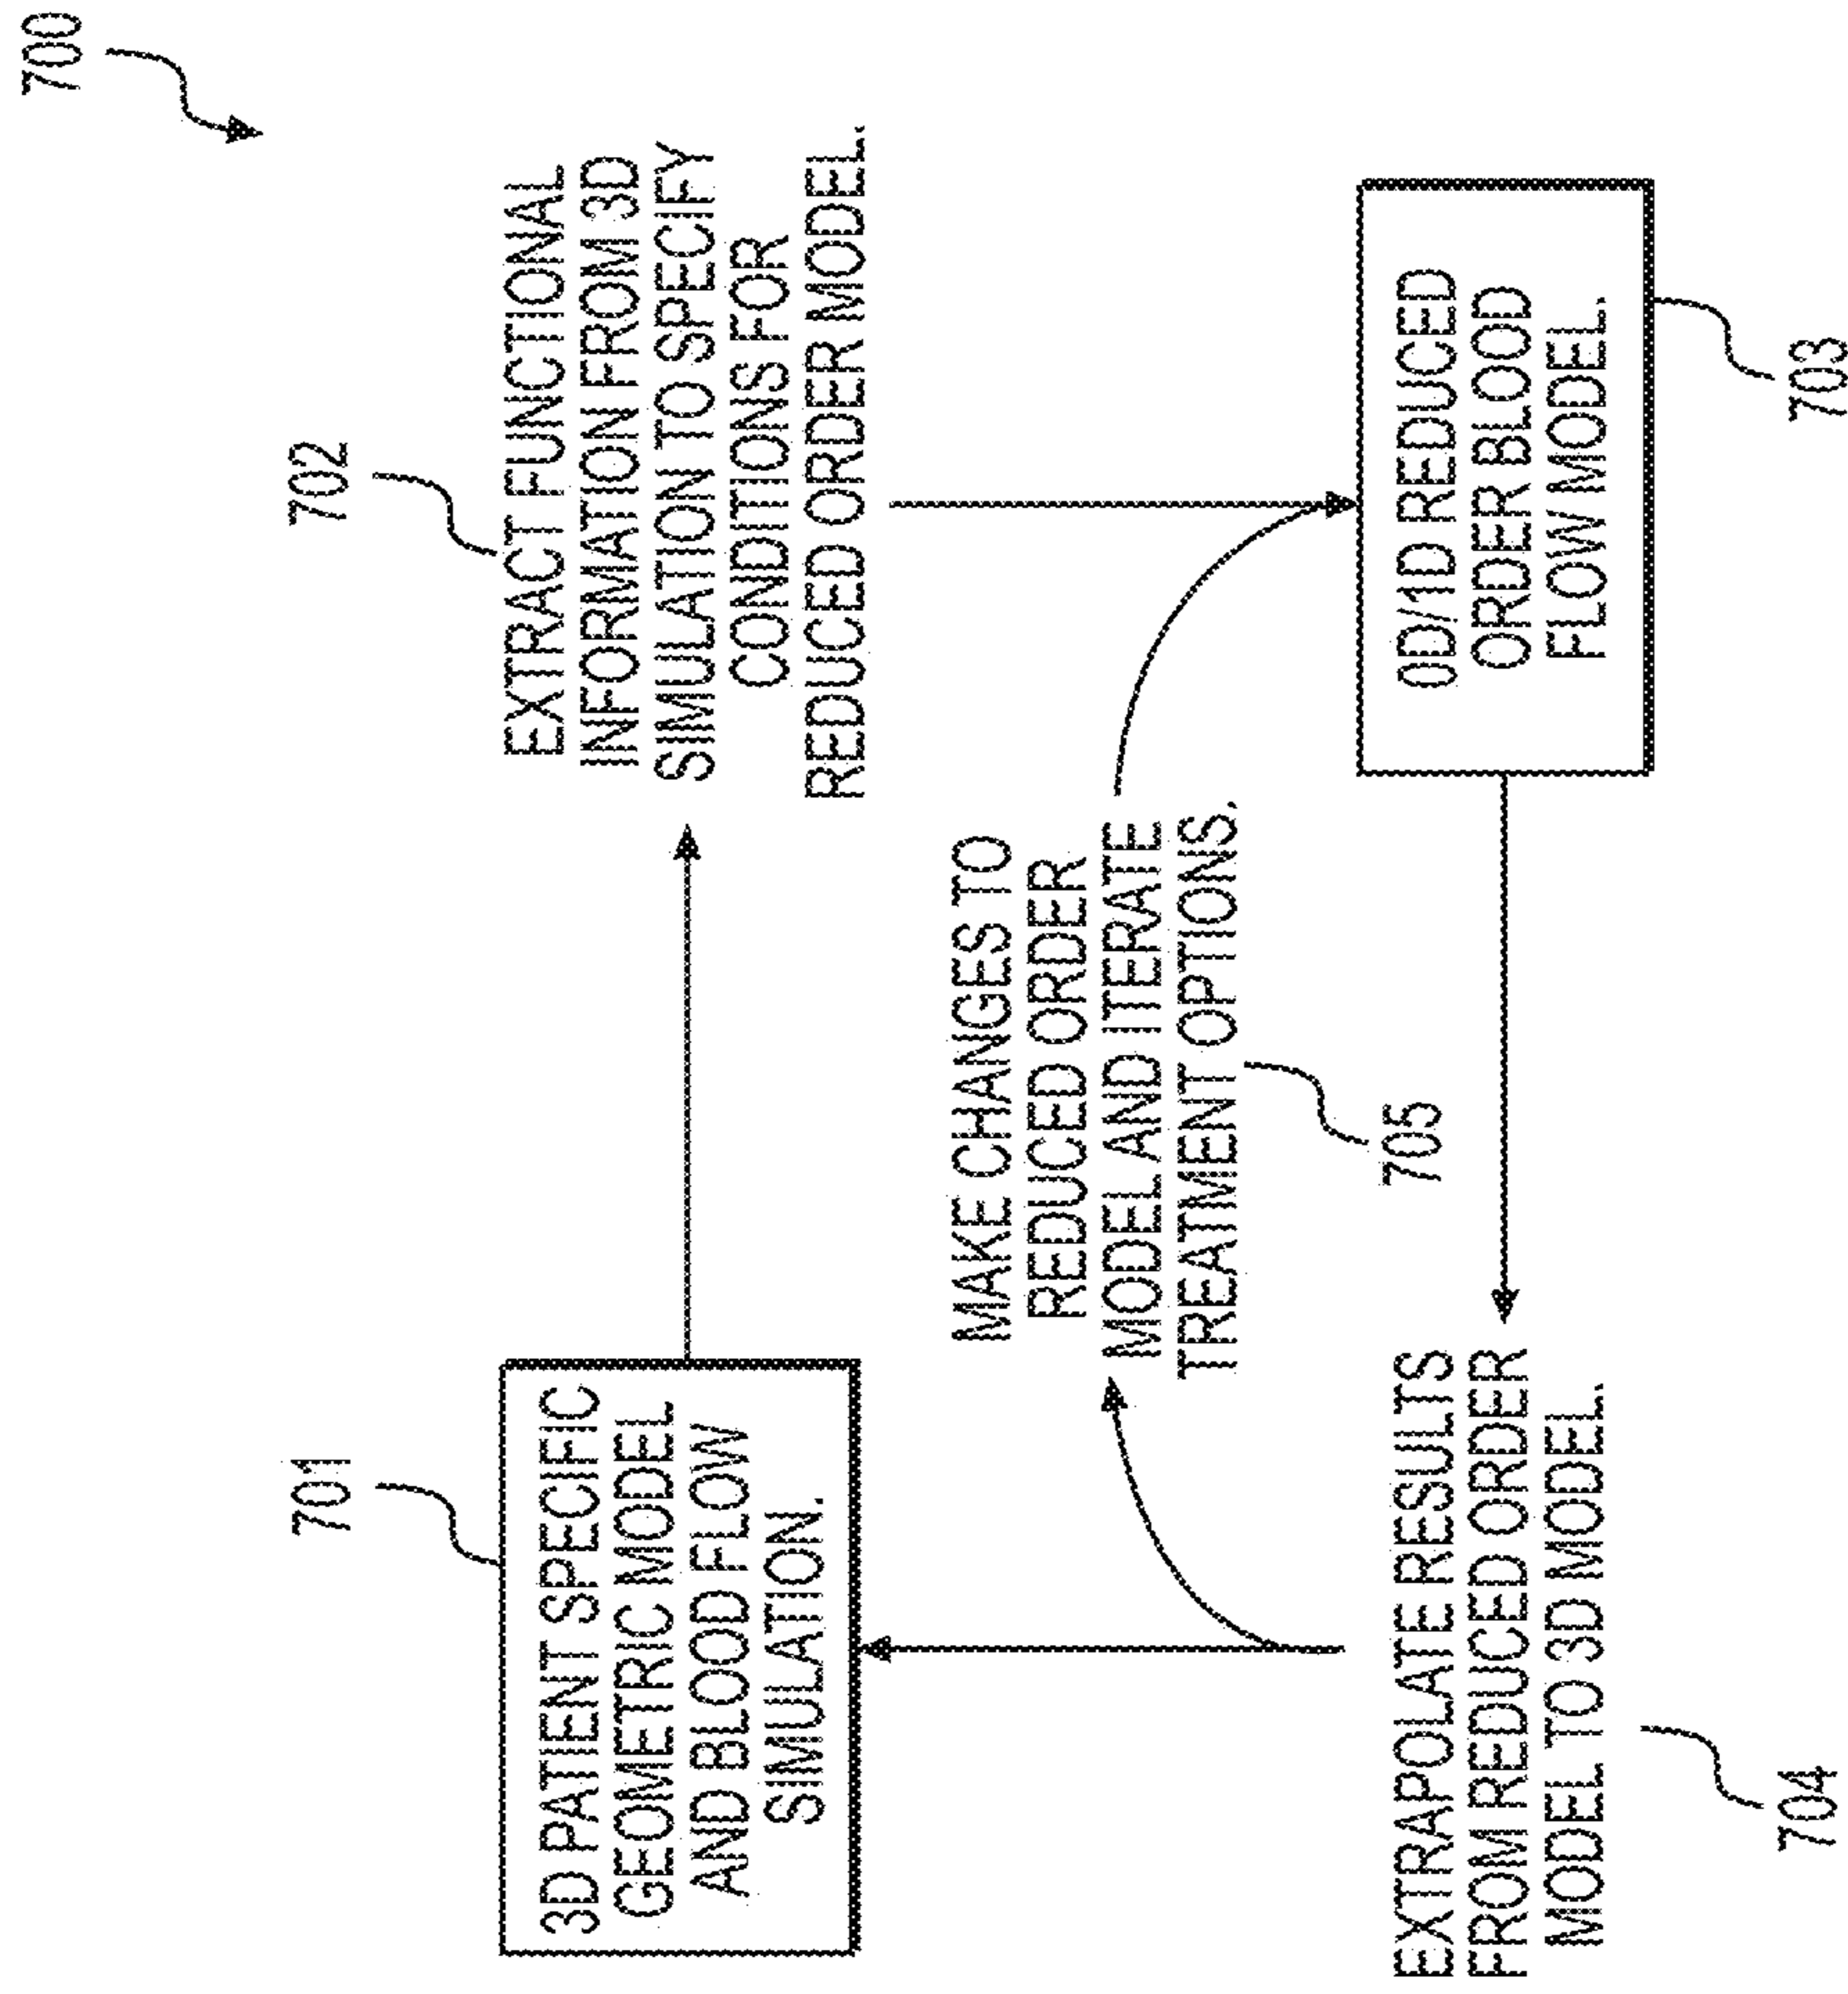 700
701
3D PATIENT SPECIFIC
GEOMETRIC MODEL
AND BLOOD FLOW
SIMULATION.
702
EXTRACT FUNCTIONAL
INFORMATION FROM 3D
SIMULATION TO SPECIFY
CONDITIONS FOR
REDUCED ORDER MODEL.
MAKE CHANGES TO
REDUCED ORDER
MODEL AND ITERATE
TREATMENT OPTIONS.
705
EXTRAPOLATE RESULTS
FROM REDUCED ORDER
MODEL TO 3D MODEL.
704
0D/1D REDUCED
ORDER BLOOD
FLOW MODEL.
703